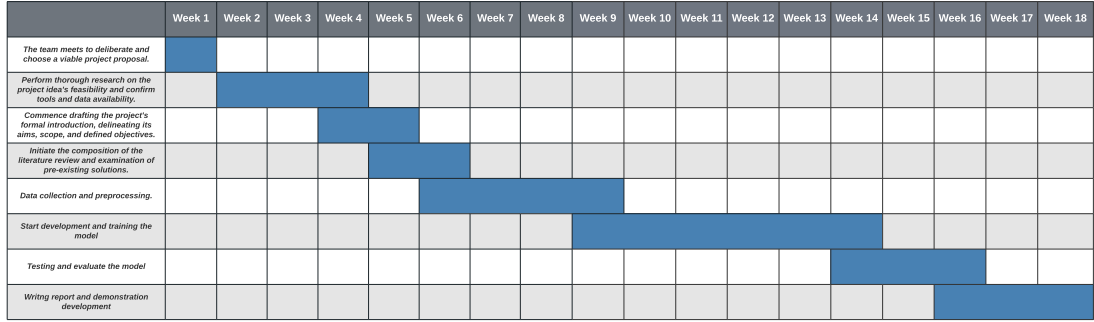 Week 1 Week 2 Week 3 Week 4 Week 5 Week 6 Week 7 Week 8 Week 9 Week 10 Week 11 Week 12 Week 13 Week 14 Week 15 Week 16 Week 17 Week 18
The team meets to deliberate and
choose a viable project proposal.
Perform thorough research on the
project idea's feasibility and confirm
tools and data availability.
Commence drafting the project's
formal introduction, delineating its
aims, scope, and defined objectives.
Initiate the composition of the
literature review and examination of
pre-existing solutions.
Data collection and preprocessing.
Start development and training the
model
Testing and evaluate the model
Writng report and demonstration
development